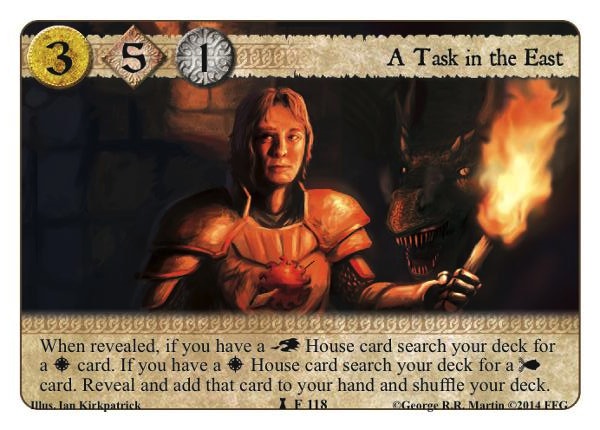 3 5 1 A Task in the East
When revealed, if you have a House card search your deck for
a card. If you have a House card search your deck for a
card. Reveal and add that card to your hand and shuffle your deck.
Illus. Ian Kirkpatrick F 118 ©George R.R. Martin ©2014 FFG